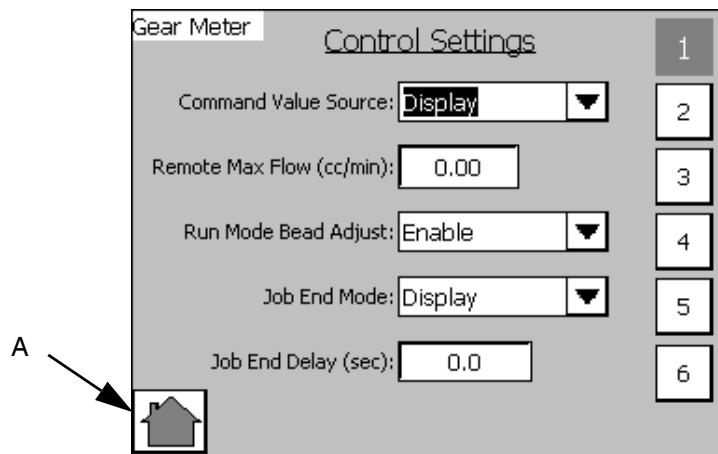 Gear Meter
Control Settings
1
Command Value Source: Display
2
Remote Max Flow (cc/min): 0.00
3
Run Mode Bead Adjust: Enable
4
Job End Mode: Display
5
Job End Delay (sec): 0.0
6
A